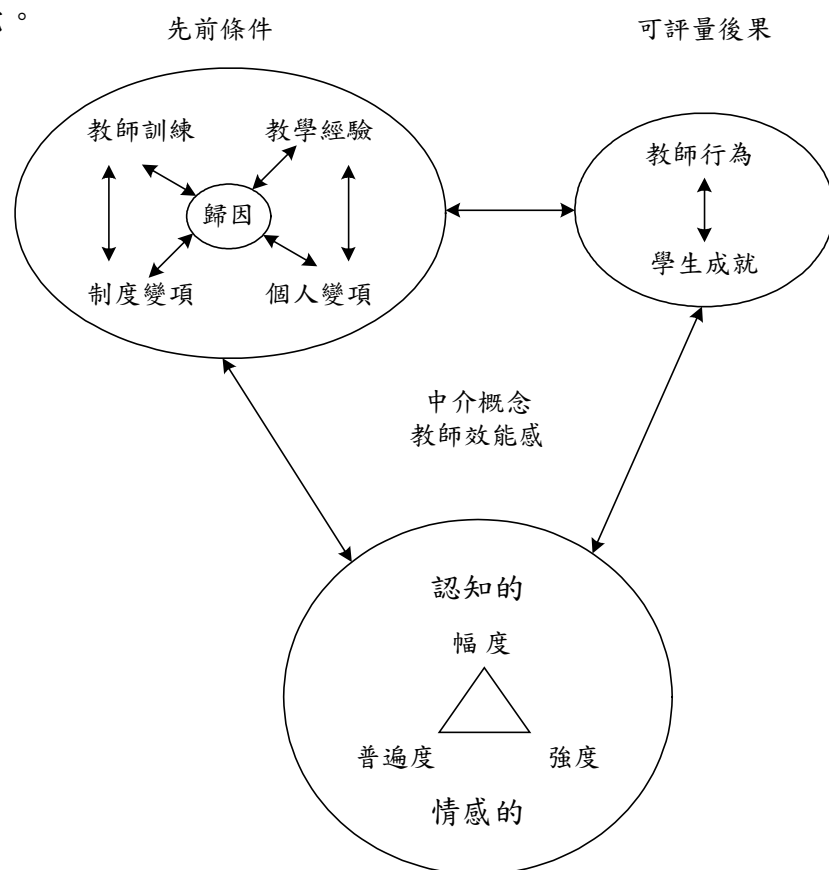 。
先前條件
可評量後果
教師訓練
教學經驗
歸因
制度變項
個人變項
教師行為
學生成就
中介概念
教師效能感
認知的
幅 度
普遍度
強度
情感的